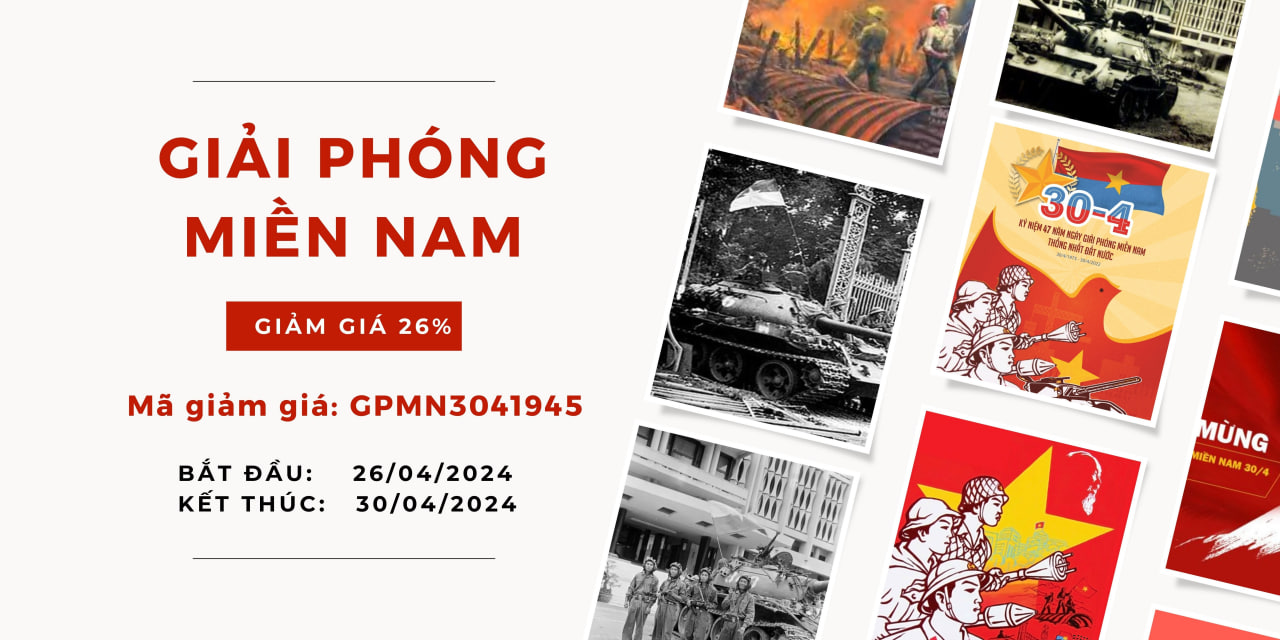 GIẢI PHÓNG
MIỀN NAM
GIẢM GIÁ 26%
Mã giảm giá: GPMN3041945
BẮT ĐẦU: 26/04/2024
KẾT THÚC: 30/04/2024
30-4
KỶ NIỆM 47 NĂM NGÀY GIẢI PHÓNG MIỀN NAM
THỐNG NHẤT ĐẤT NƯỚC
MỪNG
MIỀN NAM 30/4